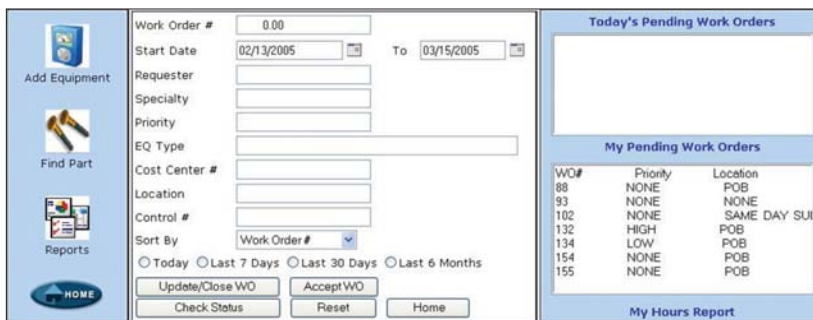 Add Equipment
Find Part
Reports
HOME
Work Order # 0.00
Start Date 02/13/2005 To 03/15/2005
Requester
Specialty
Priority
EQ Type
Cost Center #
Location
Control #
Sort By Work Order #
Today Last 7 Days Last 30 Days Last 6 Months
Update/Close WO Accept WO
Check Status Reset Home
Today's Pending Work Orders
My Pending Work Orders
WO# Priority Location
88 NONE POB
93 NONE NONE
102 NONE SAME DAY SUI
132 HIGH POB
134 LOW POB
154 NONE POB
155 NONE POB
My Hours Report